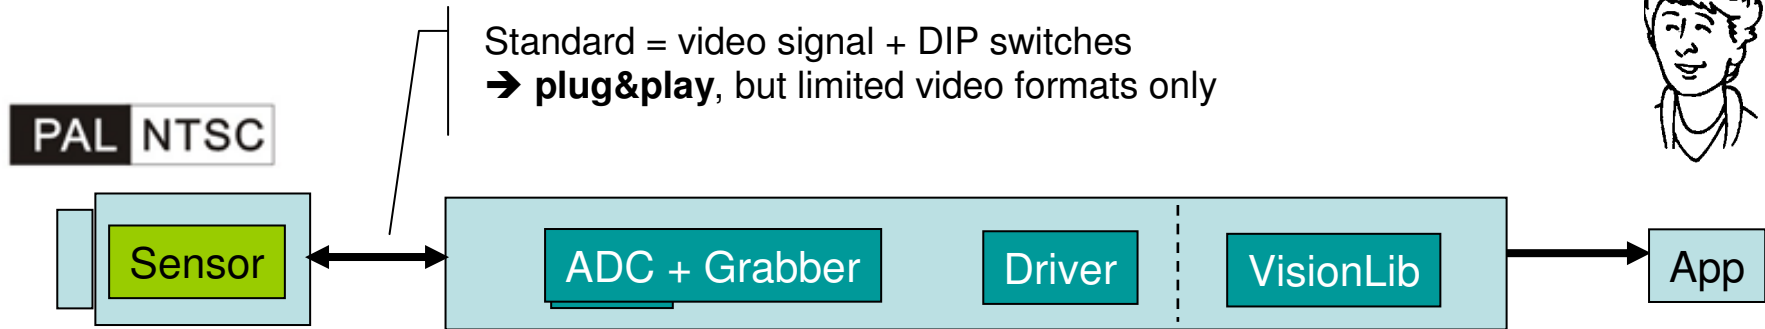 Standard = video signal + DIP switches
➔ plug&play, but limited video formats only
PAL NTSC
Sensor
ADC + Grabber
Driver
VisionLib
App